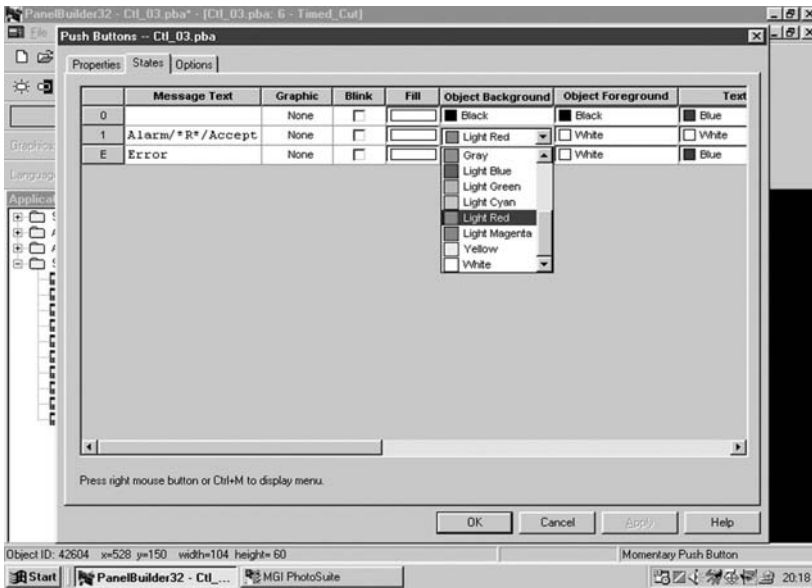 PanelBuilder32 - Ctl_03.pba* - [Ctl_03.pba: 6 - Timed_Cut]
File
Push Buttons -- Ctl_03.pba
Properties States Options
Message Text Graphic Blink Fill Object Background Object Foreground Text
0 None Black Black Blue
1 Alarm/*R*/Accept None Light Red White White
E Error None White Blue
Gray
Light Blue
Light Green
Light Cyan
Light Red
Light Magenta
Yellow
White
Graphics
Languag
Applica
Press right mouse button or Ctrl+M to display menu.
OK Cancel Apply Help
Object ID: 42604 x=528 y=150 width=104 height= 60 Momentary Push Button
Start PanelBuilder32 - Ctl_... MGI PhotoSuite 20:18